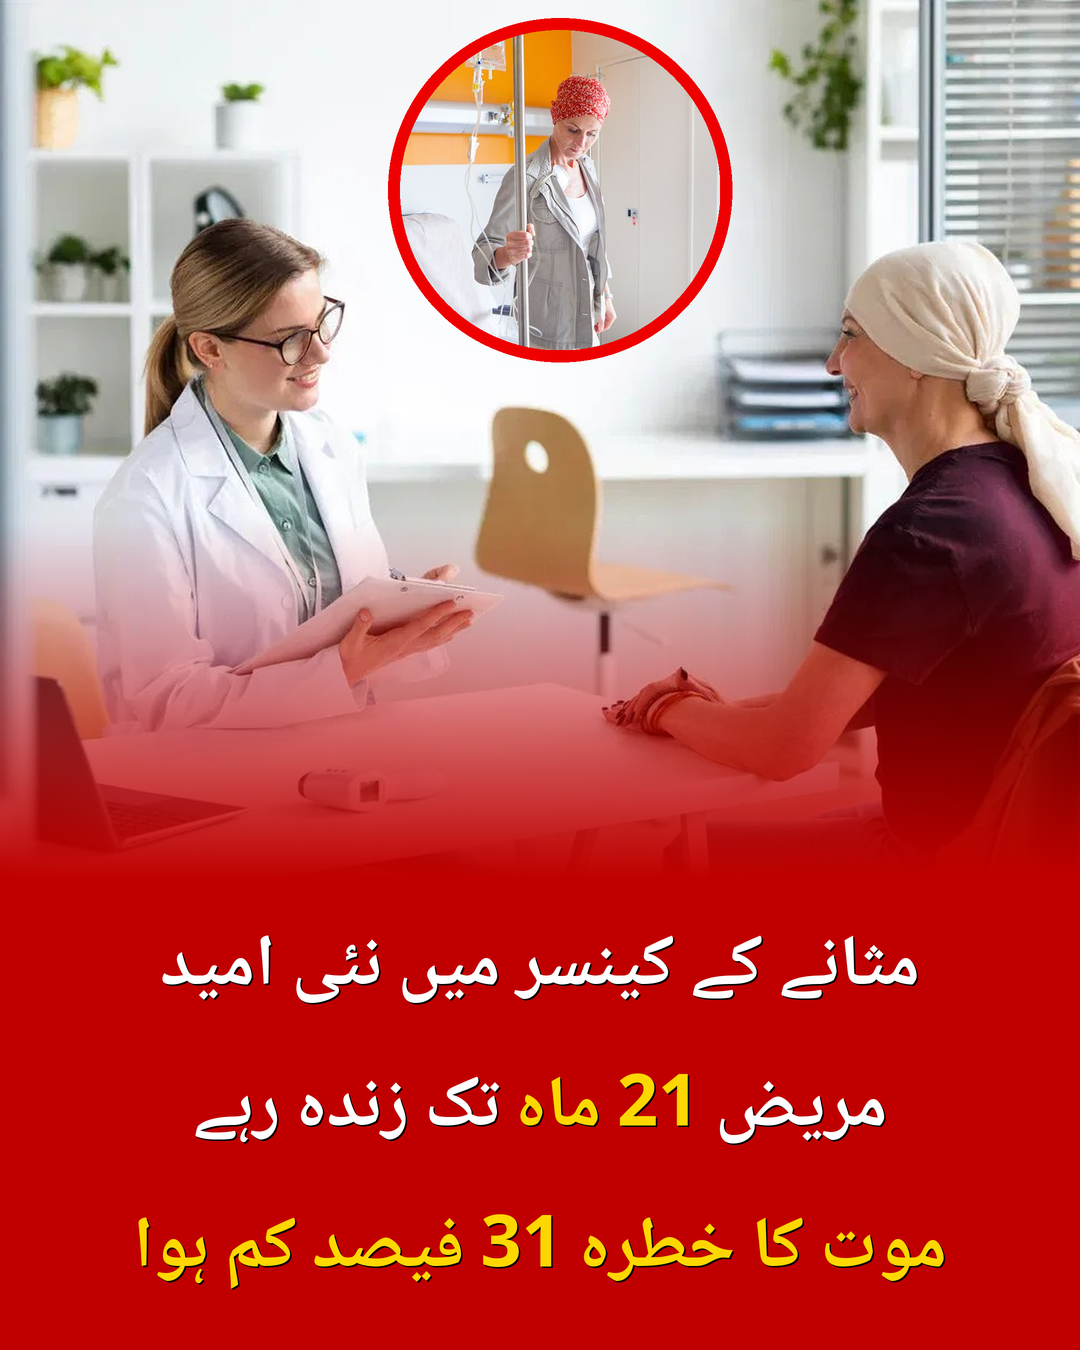 مثانے کے کینسر میں نئی امید
مریض 21 ماہ تک زندہ رہے
موت کا خطرہ 31 فیصد کم ہوا